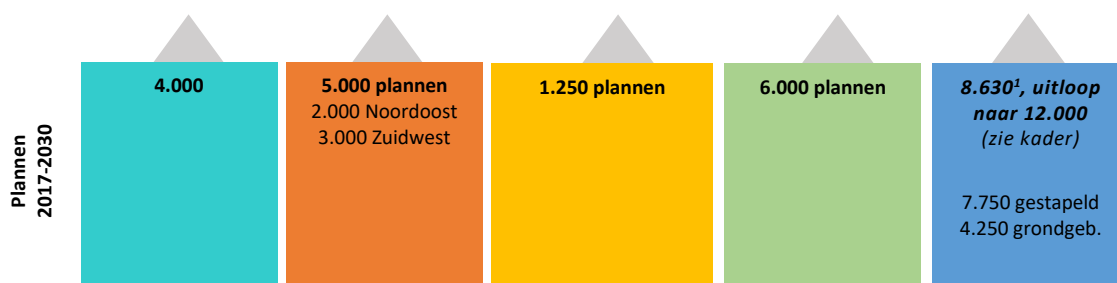 Plannen
2017-2030
4.000
5.000 plannen
2.000 Noordoost
3.000 Zuidwest
1.250 plannen
6.000 plannen
8.630¹, uitloop
naar 12.000
(zie kader)
7.750 gestapeld
4.250 grondgeb.